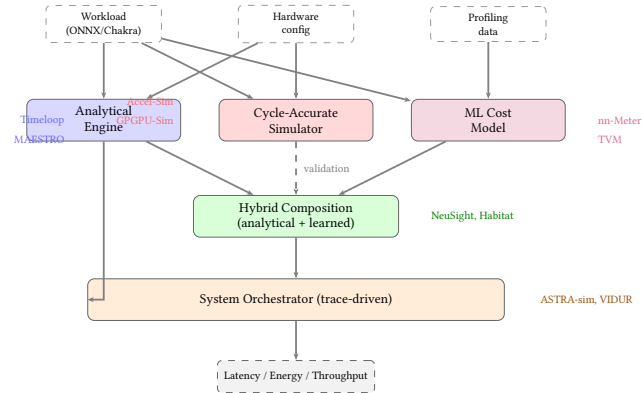 Workload
(ONNX/Chakra)
Hardware
config
Profiling
data
Accel-Sim
GPGPU-Sim
Timeloop
MAESTRO
Analytical
Engine
Cycle-Accurate
Simulator
ML Cost
Model
nn-Meter
TVM
validation
Hybrid Composition
(analytical + learned)
NeuSight, Habitat
System Orchestrator (trace-driven)
ASTRA-sim, VIDUR
Latency / Energy / Throughput